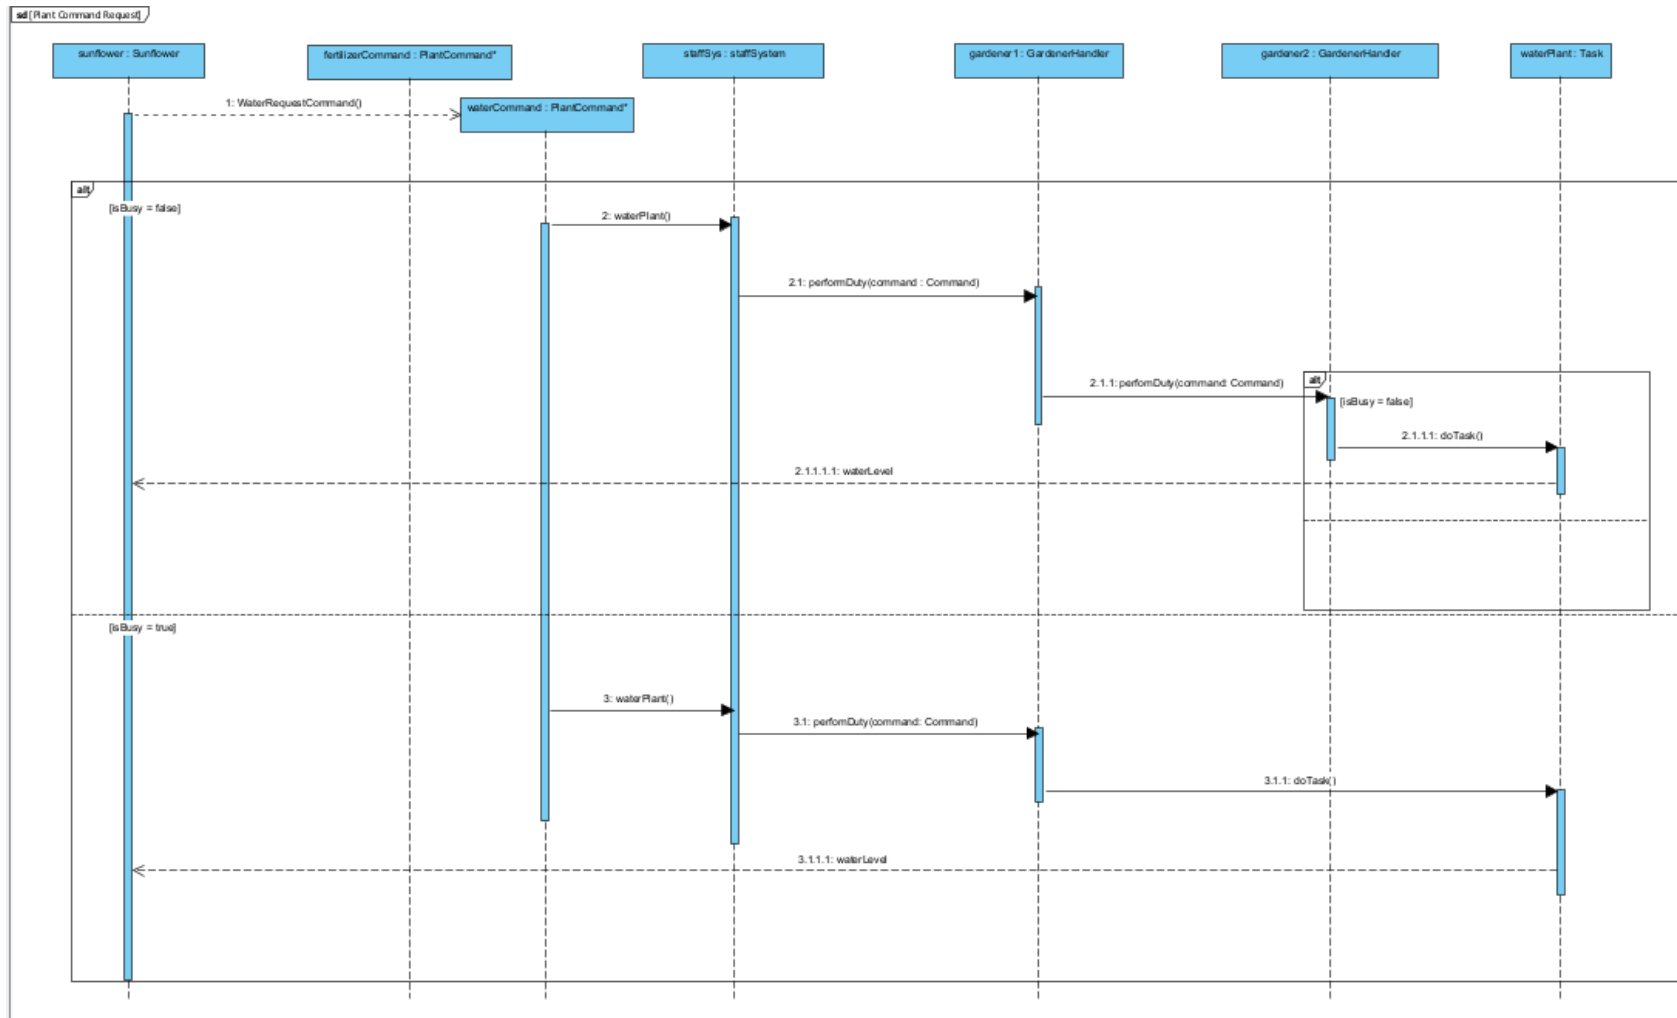 sd [Plant Command Request]
sunflower : Sunflower
fertilizerCommand : PlantCommand*
staffSys : staffSystem
gardener1 : GardenerHandler
gardener2 : GardenerHandler
waterPlant : Task
1: WaterRequestCommand()
waterCommand : PlantCommand*
alt
[isBusy = false]
2: waterPlant()
2.1: performDuty(command : Command)
alt
2.1.1: perfomDuty(command: Command)
[isBusy = false]
2.1.1.1: doTask()
2.1.1.1.1: waterLevel
[isBusy = true]
3: waterPlant()
3.1: perfomDuty(command: Command)
3.1.1: doTask()
3.1.1.1: waterLevel